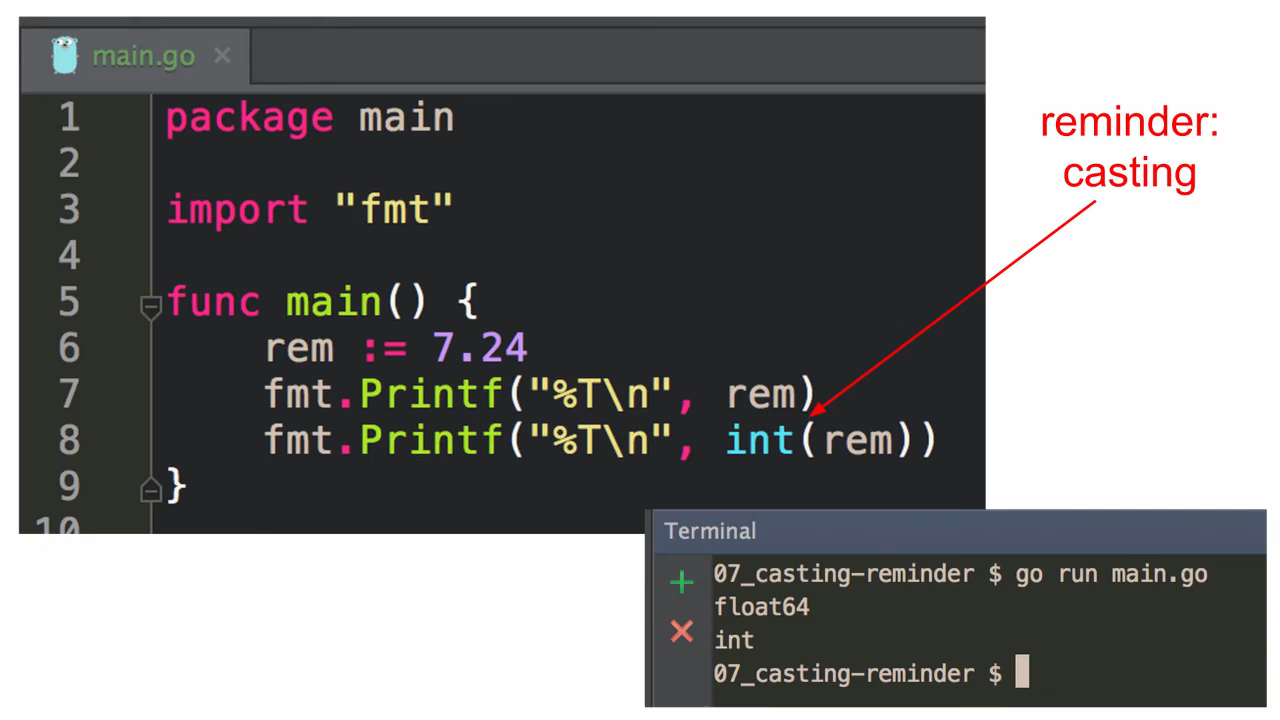 main.go ×
1 package main
2
3 import "fmt"
4
5 func main() {
6 rem := 7.24
7 fmt.Printf("%T\n", rem)
8 fmt.Printf("%T\n", int(rem))
9 }
10
reminder:
casting
Terminal
07_casting-reminder $ go run main.go
float64
int
07_casting-reminder $